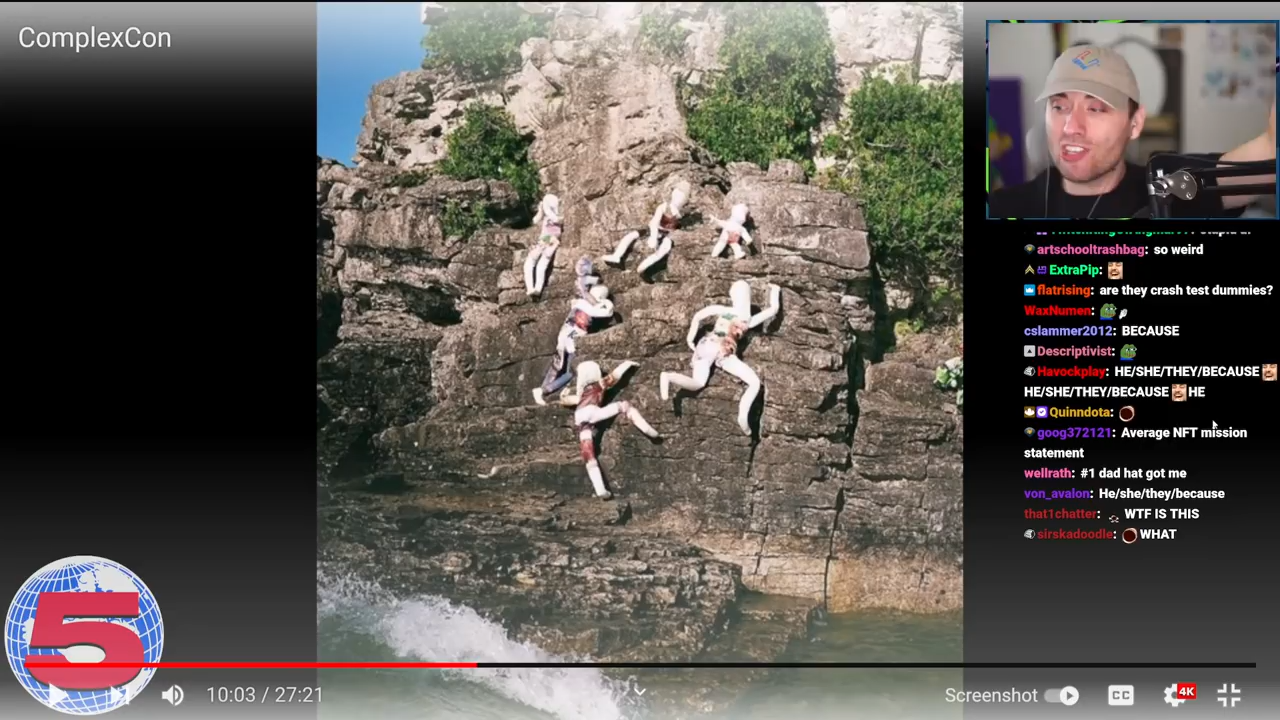 ComplexCon
artschooltrashbag: so weird
ExtraPip:
flatrising: are they crash test dummies?
WaxNumen:
cslammer2012: BECAUSE
Descriptivist:
Havockplay: HE/SHE/THEY/BECAUSE
HE/SHE/THEY/BECAUSE HE
Quinndota:
goog372121: Average NFT mission
statement
wellrath: #1 dad hat got me
von_avalon: He/she/they/because
that1chatter: WTF IS THIS
sirskadoodle: WHAT
5
10:03 / 27:21
Screenshot
CC
4K